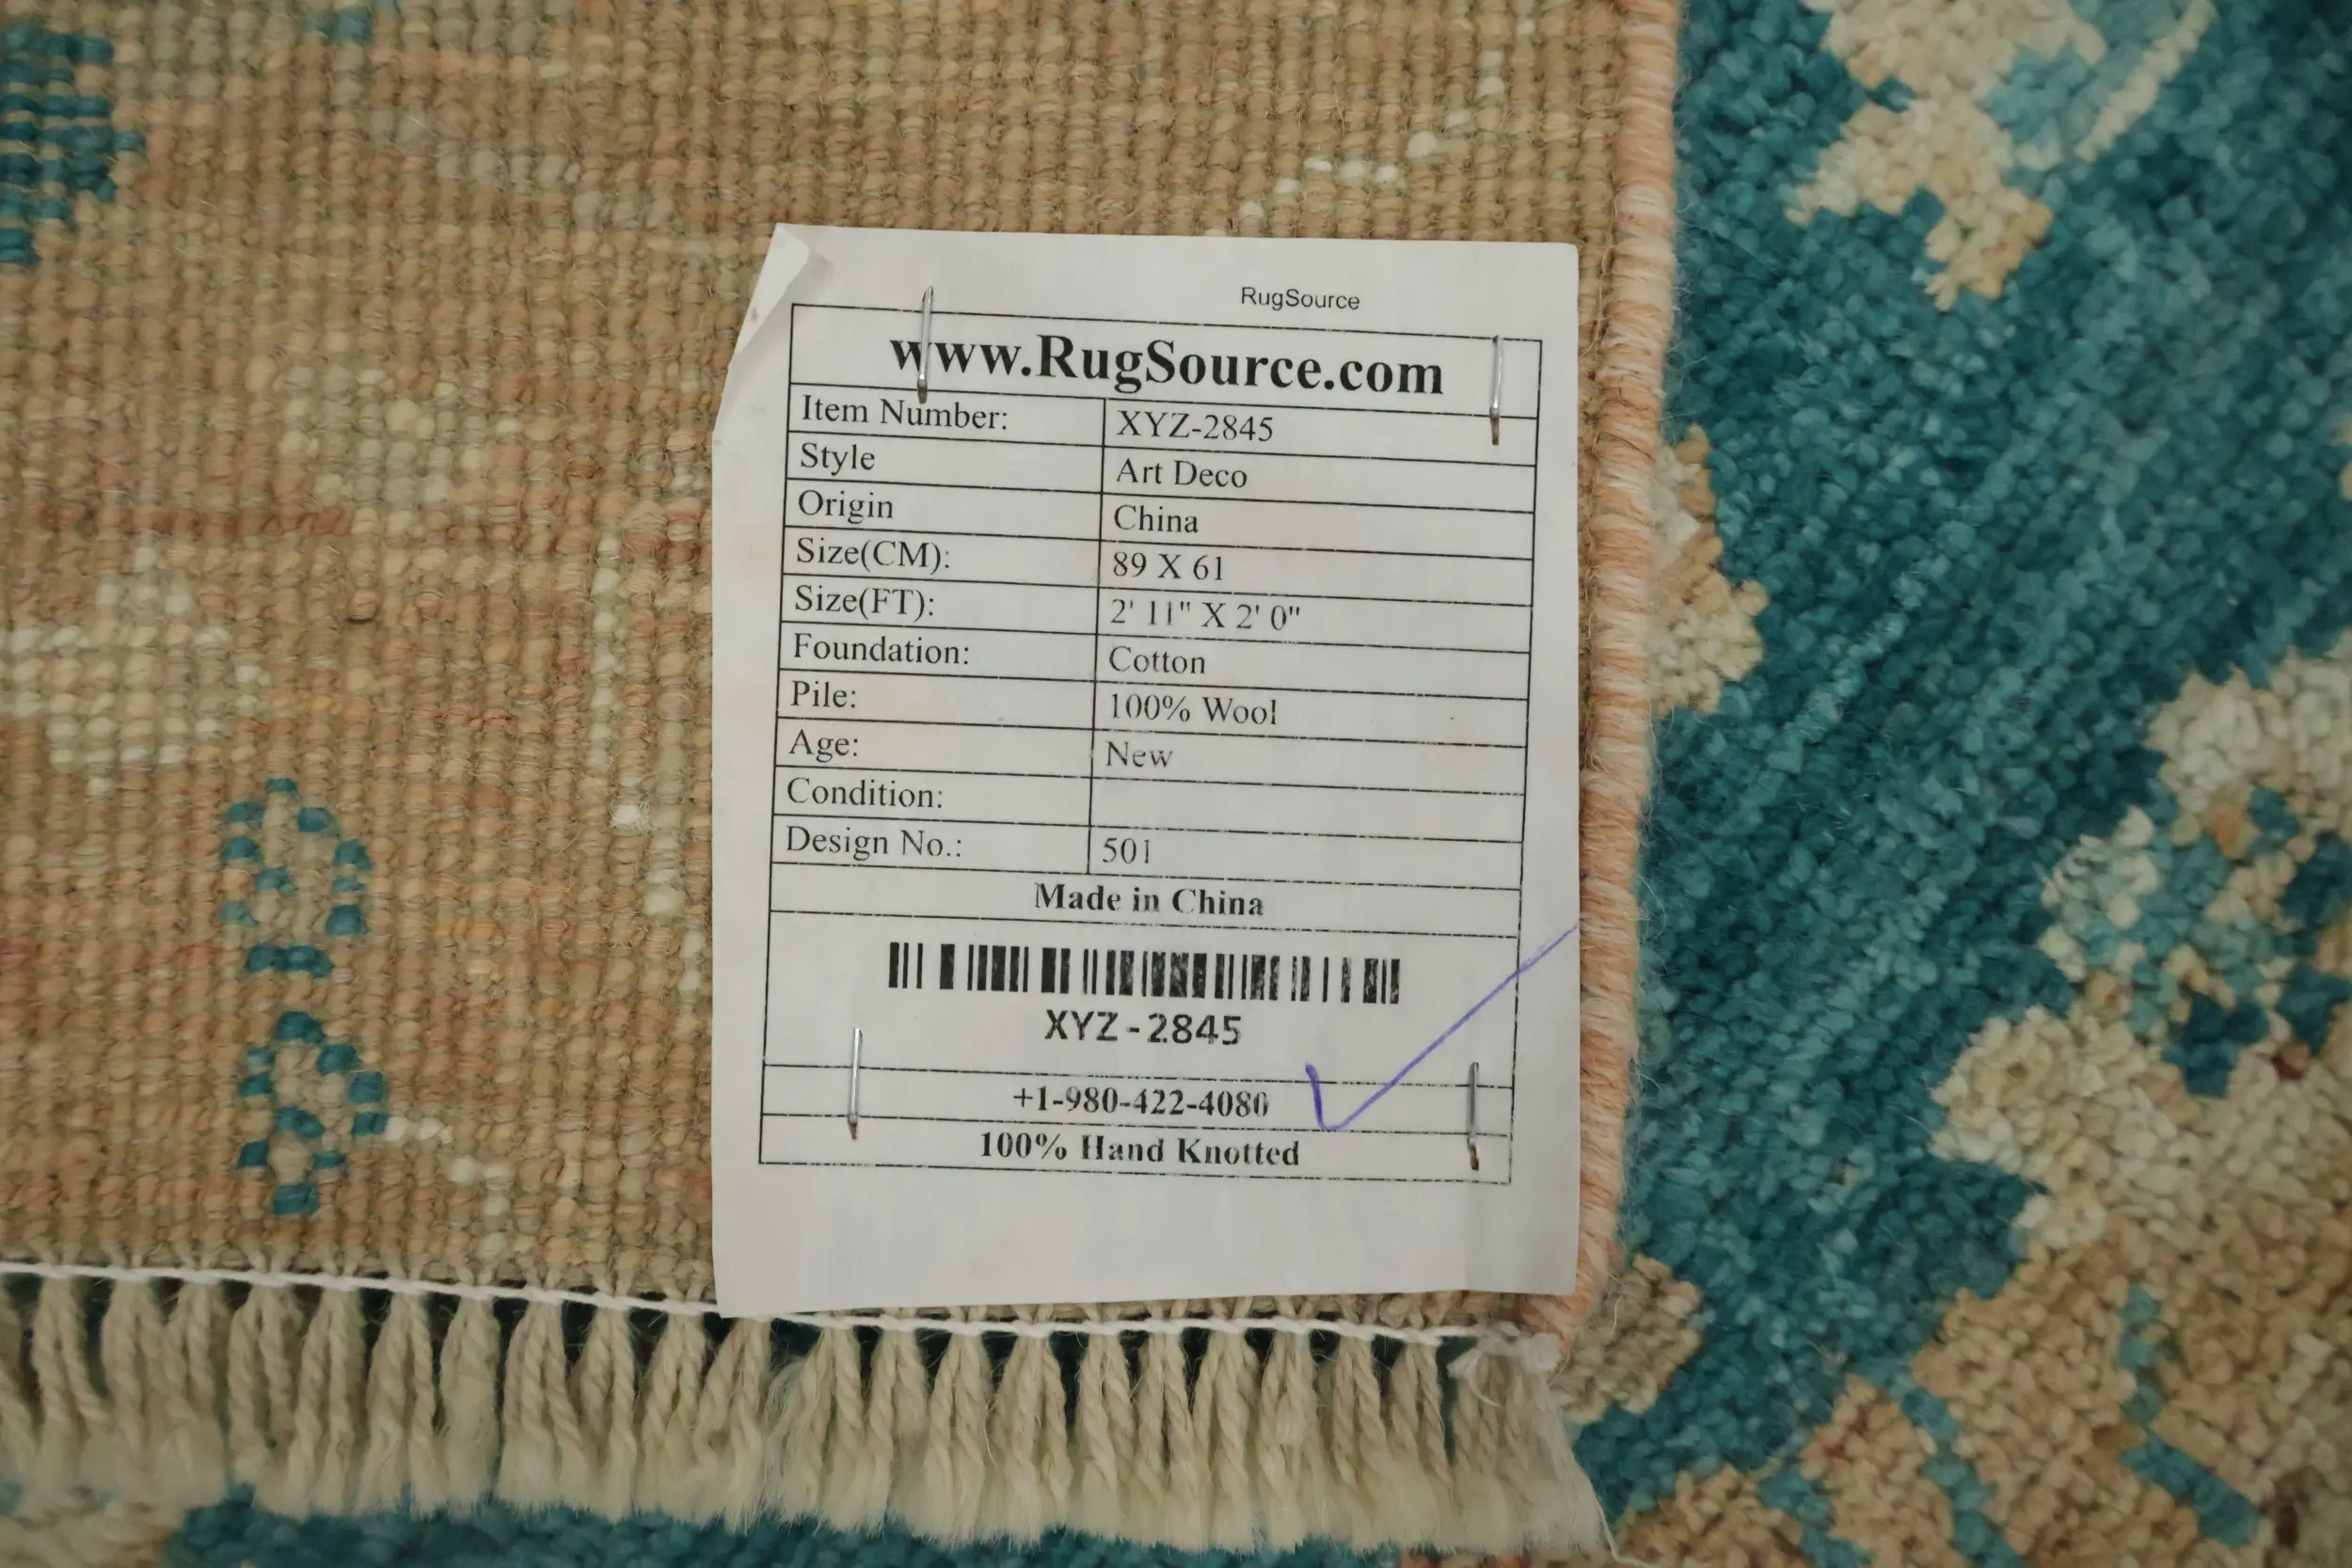 RugSource
www.RugSource.com
Item Number: XYZ-2845
Style Art Deco
Origin China
Size(CM): 89 X 61
Size(FT): 2' 11" X 2' 0"
Foundation: Cotton
Pile: 100% Wool
Age: New
Condition:
Design No.: 501
Made in China
XYZ-2845
+1-980-422-4080
100% Hand Knotted